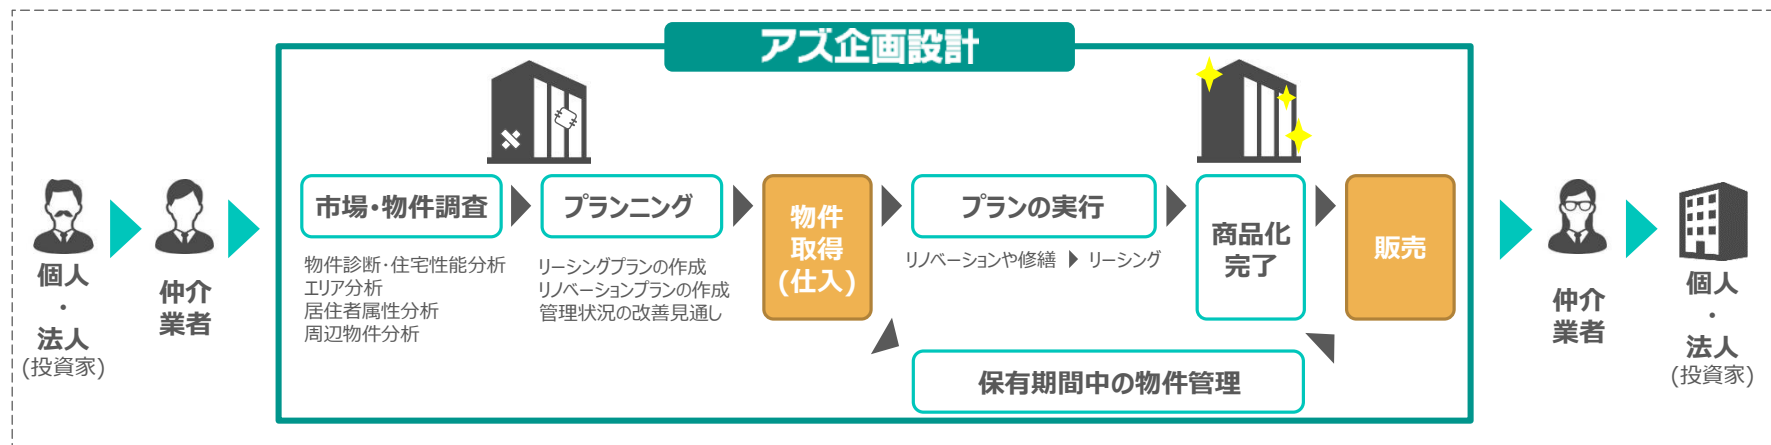 アズ企画設計
個人
・
法人
(投資家)
仲介
業者
市場・物件調査
物件診断・住宅性能分析
エリア分析
居住者属性分析
周辺物件分析
プランニング
リーシングプランの作成
リノベーションプランの作成
管理状況の改善見通し
物件
取得
(仕入)
プランの実行
リノベーションや修繕 ▶ リーシング
商品化
完了
保有期間中の物件管理
販売
仲介
業者
個人
・
法人
(投資家)